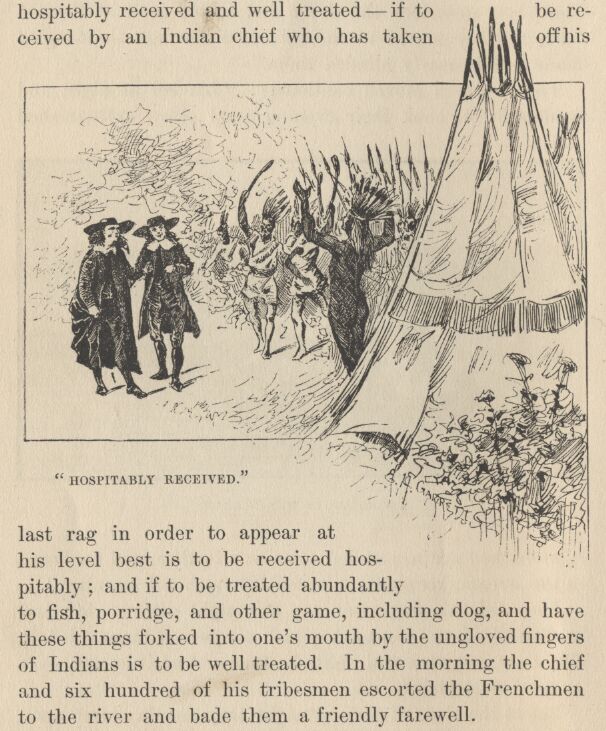 hospitably received and well treated—if to be re-
ceived by an Indian chief who has taken off his
"HOSPITABLY RECEIVED."
last rag in order to appear at
his level best is to be received hos-
pitably; and if to be treated abundantly
to fish, porridge, and other game, including dog, and have
these things forked into one's mouth by the ungloved fingers
of Indians is to be well treated. In the morning the chief
and six hundred of his tribesmen escorted the Frenchmen
to the river and bade them a friendly farewell.